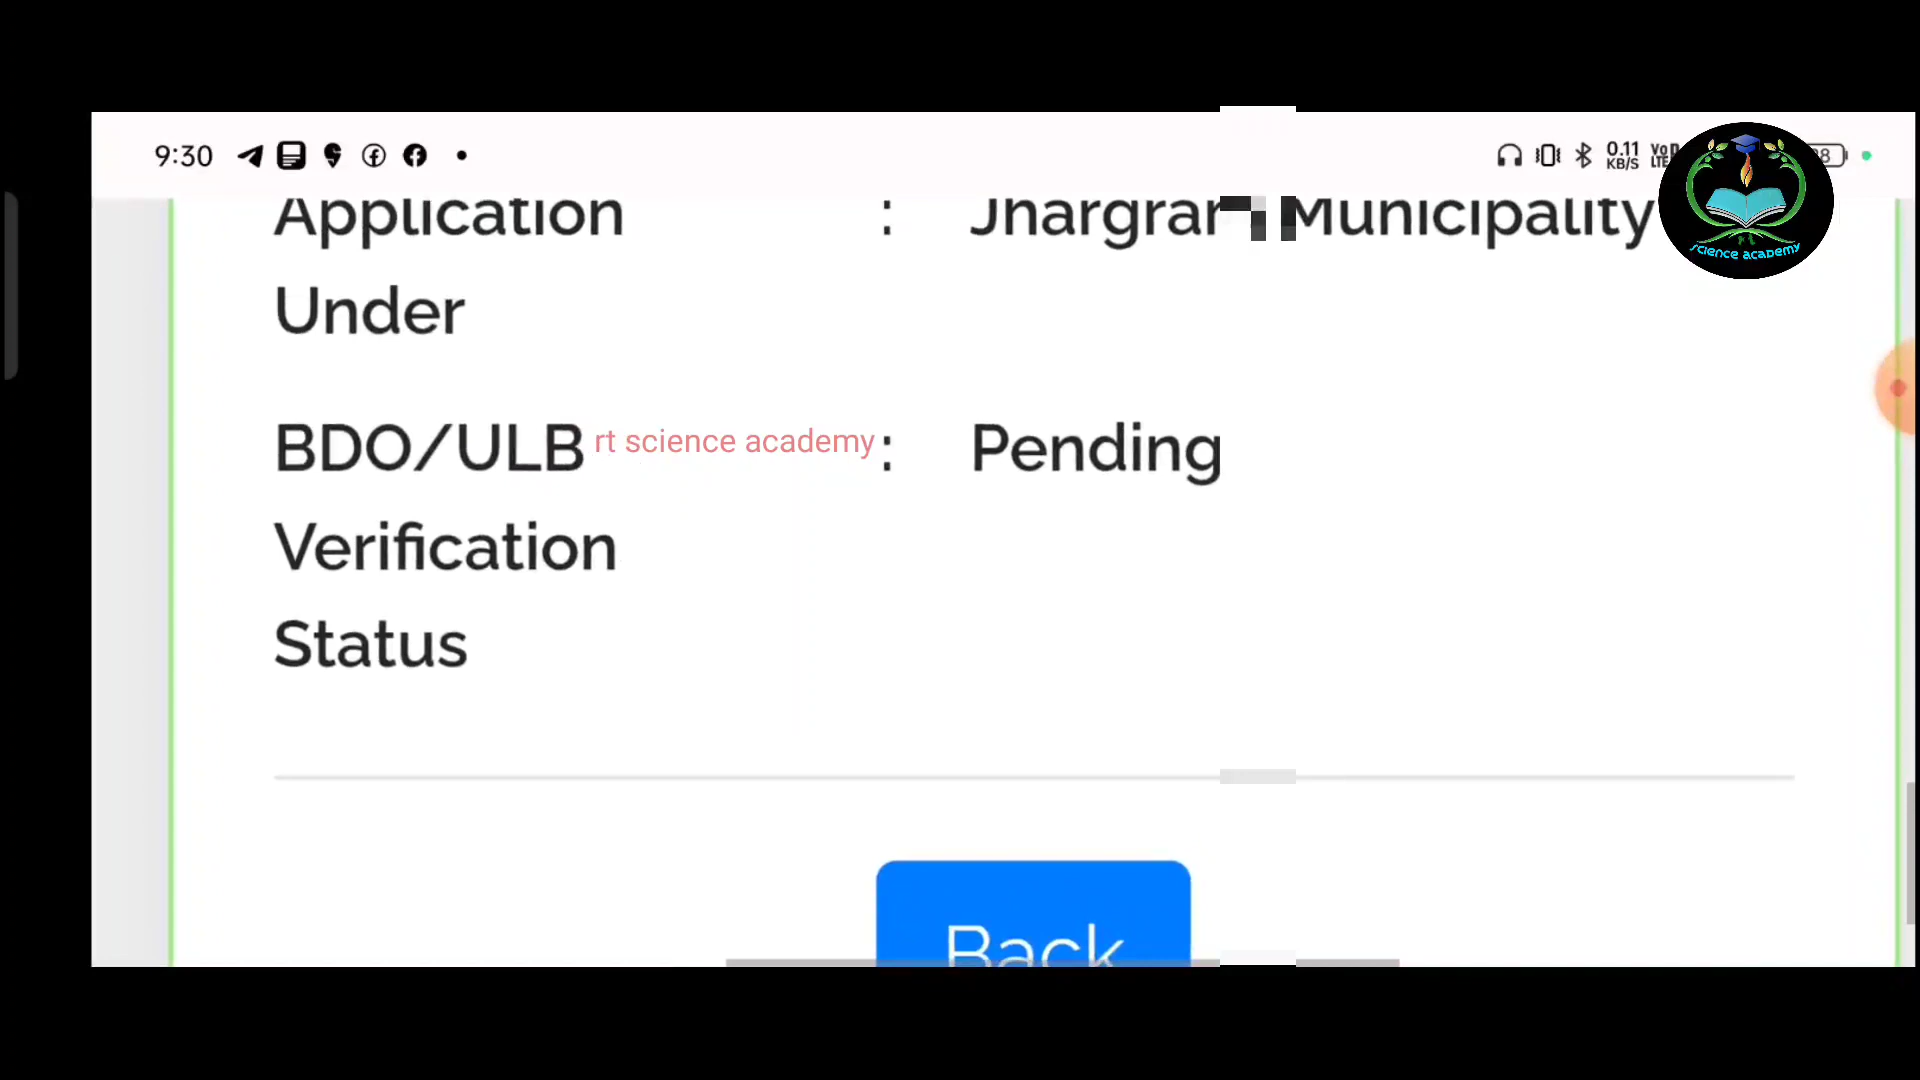 9:30 0.11 KB/S
Application : Jhargram Municipality
science academy
Under
BDO/ULB rt science academy : Pending
Verification
Status
Back